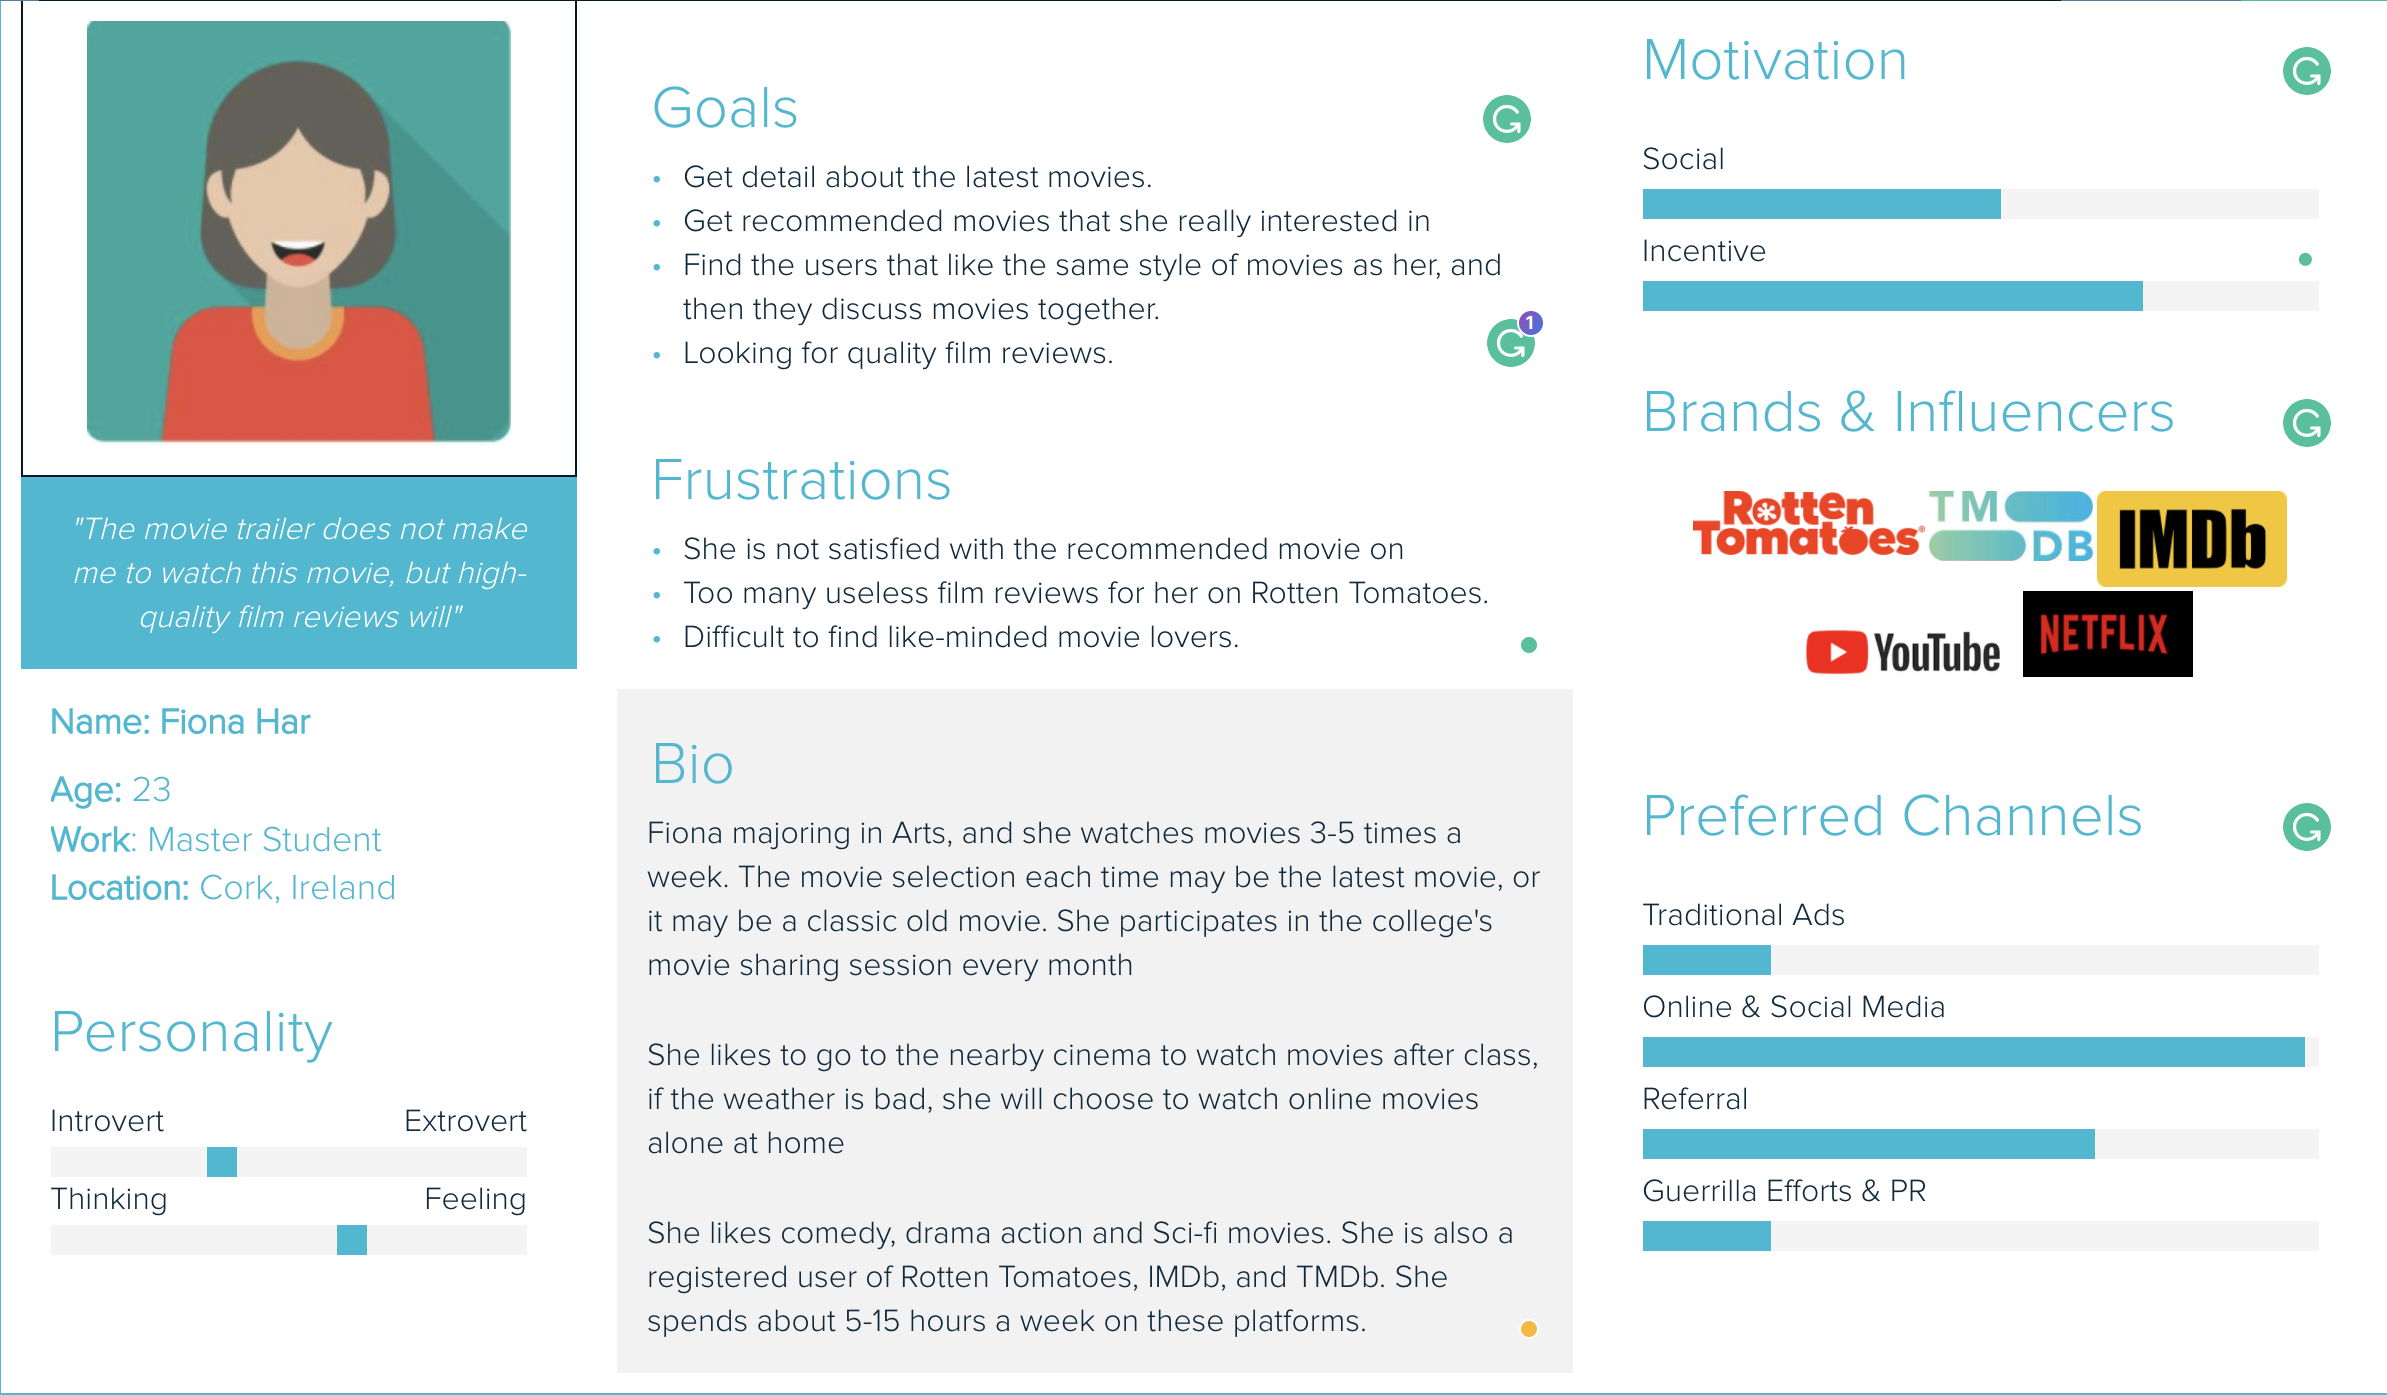 "The movie trailer does not make
me to watch this movie, but high-
quality film reviews will"
Name: Fiona Har
Age: 23
Work: Master Student
Location: Cork, Ireland
Personality
Introvert Extrovert
Thinking Feeling
Goals
• Get detail about the latest movies.
• Get recommended movies that she really interested in
• Find the users that like the same style of movies as her, and
then they discuss movies together.
• Looking for quality film reviews.
1
Frustrations
• She is not satisfied with the recommended movie on
• Too many useless film reviews for her on Rotten Tomatoes.
• Difficult to find like-minded movie lovers.
Bio
Fiona majoring in Arts, and she watches movies 3-5 times a
week. The movie selection each time may be the latest movie, or
it may be a classic old movie. She participates in the college's
movie sharing session every month
She likes to go to the nearby cinema to watch movies after class,
if the weather is bad, she will choose to watch online movies
alone at home
She likes comedy, drama action and Sci-fi movies. She is also a
registered user of Rotten Tomatoes, IMDb, and TMDb. She
spends about 5-15 hours a week on these platforms.
Motivation
Social
Incentive
Brands & Influencers
Rotten
Tomatoes®
TM
DB
IMDb
YouTube
NETFLIX
Preferred Channels
Traditional Ads
Online & Social Media
Referral
Guerrilla Efforts & PR